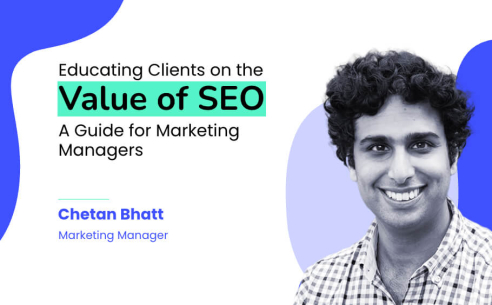 Educating Clients on the
Value of SEO
A Guide for Marketing
Managers
Chetan Bhatt
Marketing Manager